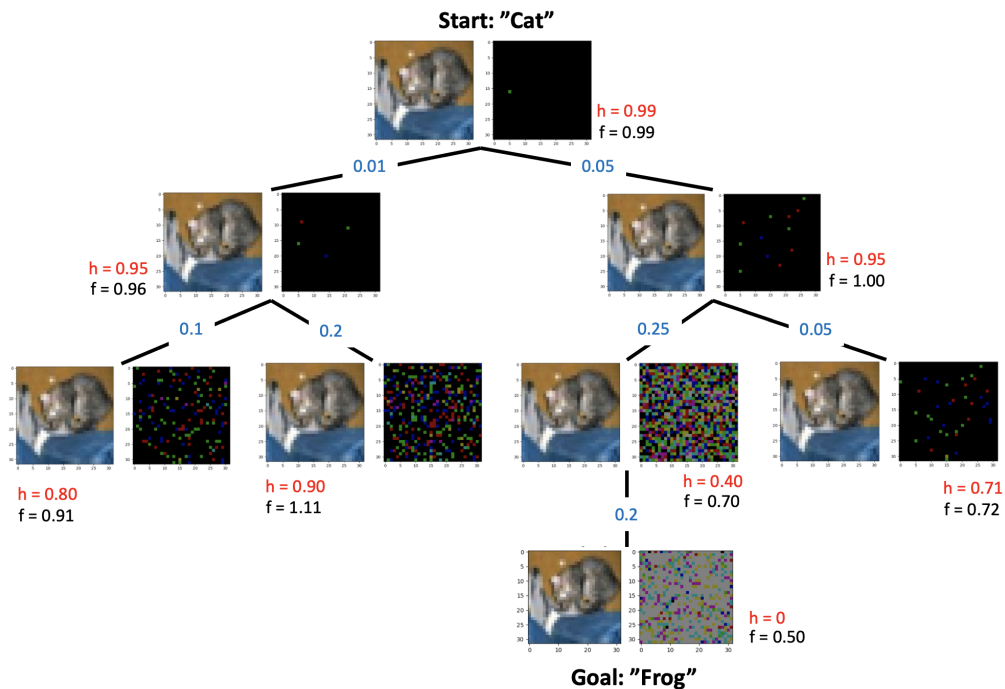 Start: ”Cat”
h = 0.99
f = 0.99
0.01
0.05
h = 0.95
f = 0.96
h = 0.95
f = 1.00
0.1
0.2
0.25
0.05
h = 0.80
f = 0.91
h = 0.90
f = 1.11
h = 0.40
f = 0.70
h = 0.71
f = 0.72
0.2
h = 0
f = 0.50
Goal: ”Frog”